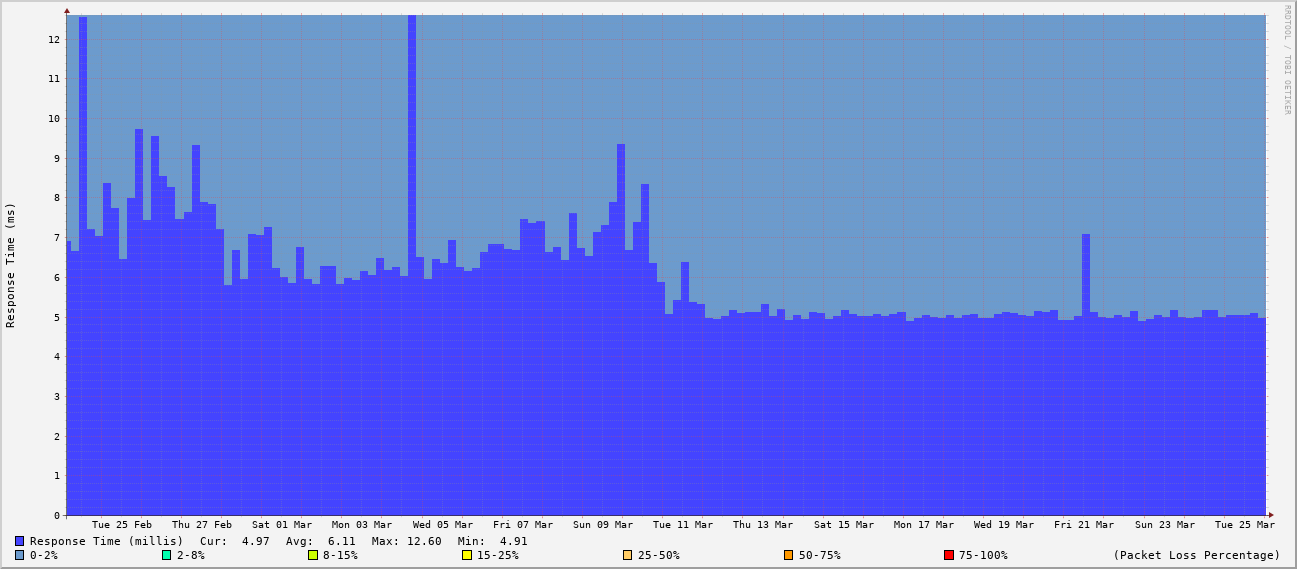 RRDTOOL / TOBI OETIKER
Response Time (ms)
12
11
10
9
8
7
6
5
4
3
2
1
0
Tue 25 Feb Thu 27 Feb Sat 01 Mar Mon 03 Mar Wed 05 Mar Fri 07 Mar Sun 09 Mar Tue 11 Mar Thu 13 Mar Sat 15 Mar Mon 17 Mar Wed 19 Mar Fri 21 Mar Sun 23 Mar Tue 25 Mar
Response Time (millis) Cur: 4.97 Avg: 6.11 Max: 12.60 Min: 4.91
0-2% 2-8% 8-15% 15-25% 25-50% 50-75% 75-100% (Packet Loss Percentage)